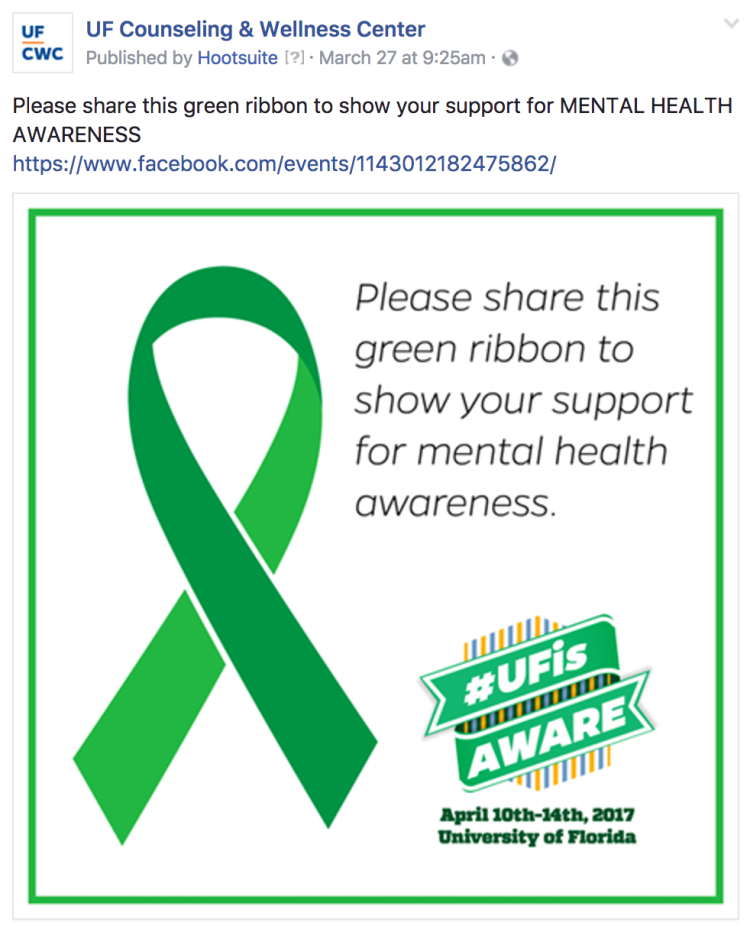 UF
CWC
UF Counseling & Wellness Center
Published by Hootsuite [?] · March 27 at 9:25am ·
Please share this green ribbon to show your support for MENTAL HEALTH
AWARENESS
https://www.facebook.com/events/1143012182475862/
Please share this
green ribbon to
show your support
for mental health
awareness.
#UFis
AWARE
April 10th-14th, 2017
University of Florida